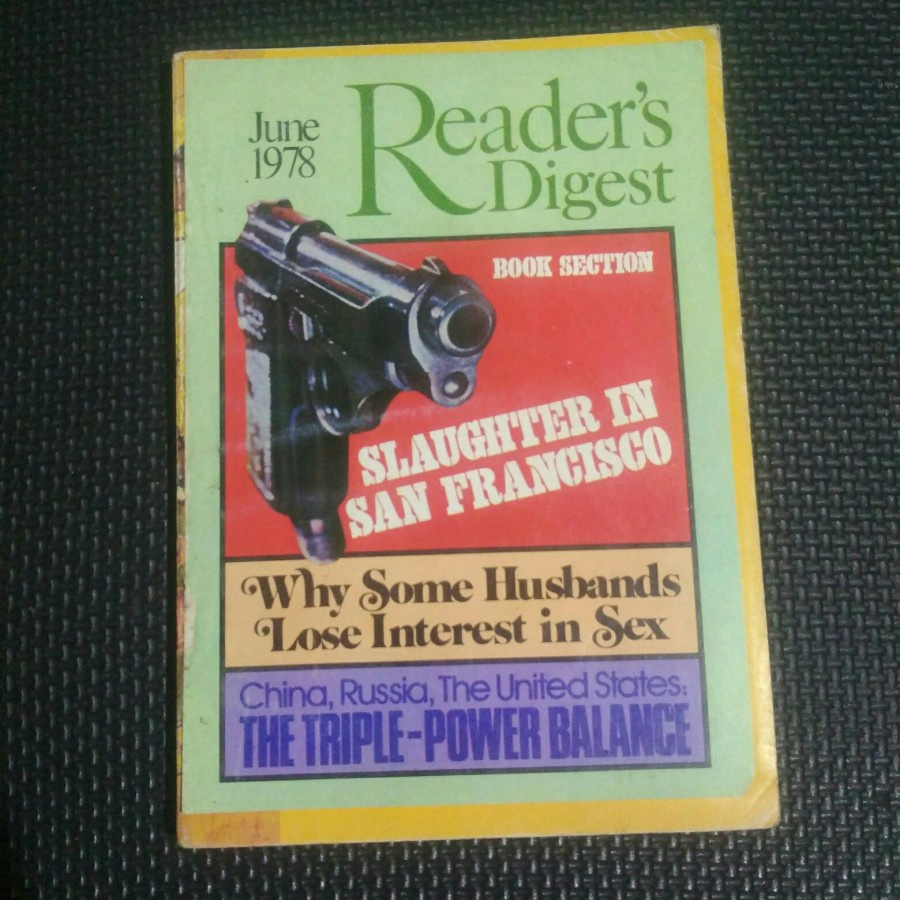 June
1978
Reader's
Digest
BOOK SECTION
SLAUGHTER IN
SAN FRANCISCO
Why Some Husbands
Lose Interest in Sex
China, Russia, The United States:
THE TRIPLE-POWER BALANCE